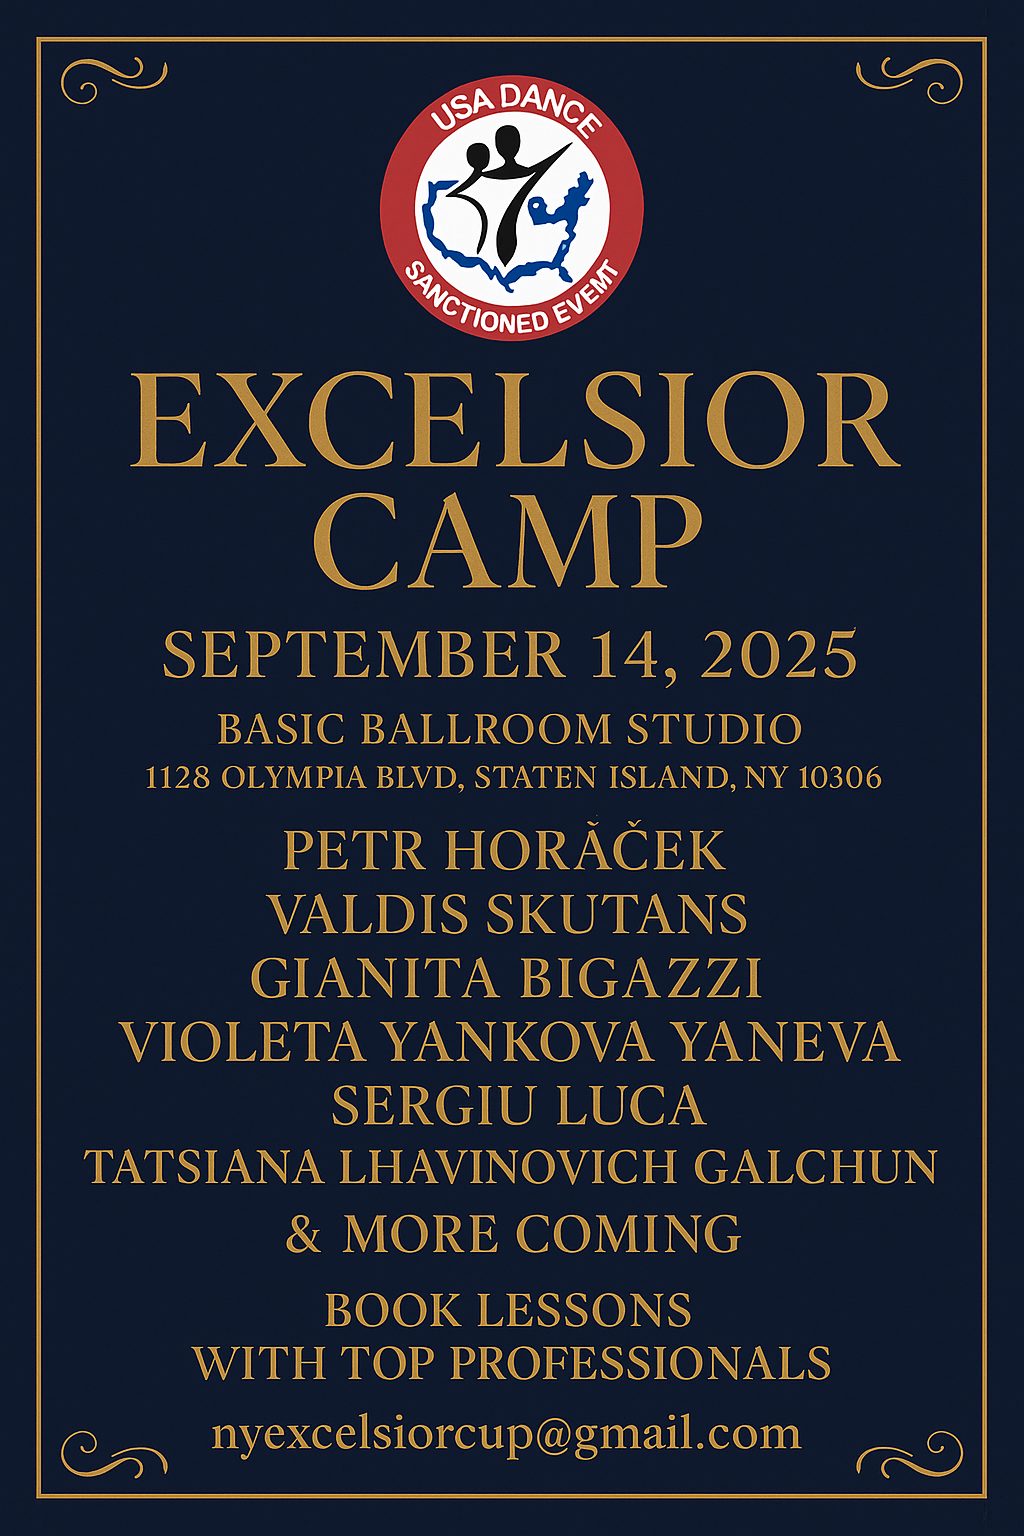 USA DANCE
SANCTIONED EVEMT
EXCELSIOR
CAMP
SEPTEMBER 14, 2025
BASIC BALLROOM STUDIO
1128 OLYMPIA BLVD, STATEN ISLAND, NY 10306
PETR HORÅČEK
VALDIS SKUTANS
GIANITA BIGAZZI
VIOLETA YANKOVA YANEVA
SERGIU LUCA
TATSIANA LHAVINOVICH GALCHUN
& MORE COMING
BOOK LESSONS
WITH TOP PROFESSIONALS
nyexcelsiorcup@gmail.com